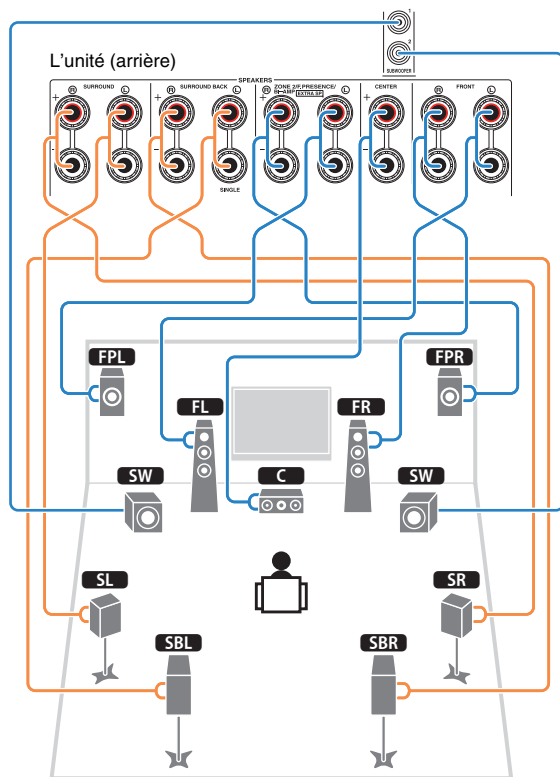 1
2
SUBWOOFER
L'unité (arrière)
SPEAKERS
R SURROUND L
R SURROUND BACK L
R ZONE 2/F.PRESENCE/ L
BI-AMP EXTRA SP
CENTER
R FRONT L
+ + + + +
- - - - -
SINGLE
FPL FPR
FL FR
SW C SW
SL SR
SBL SBR